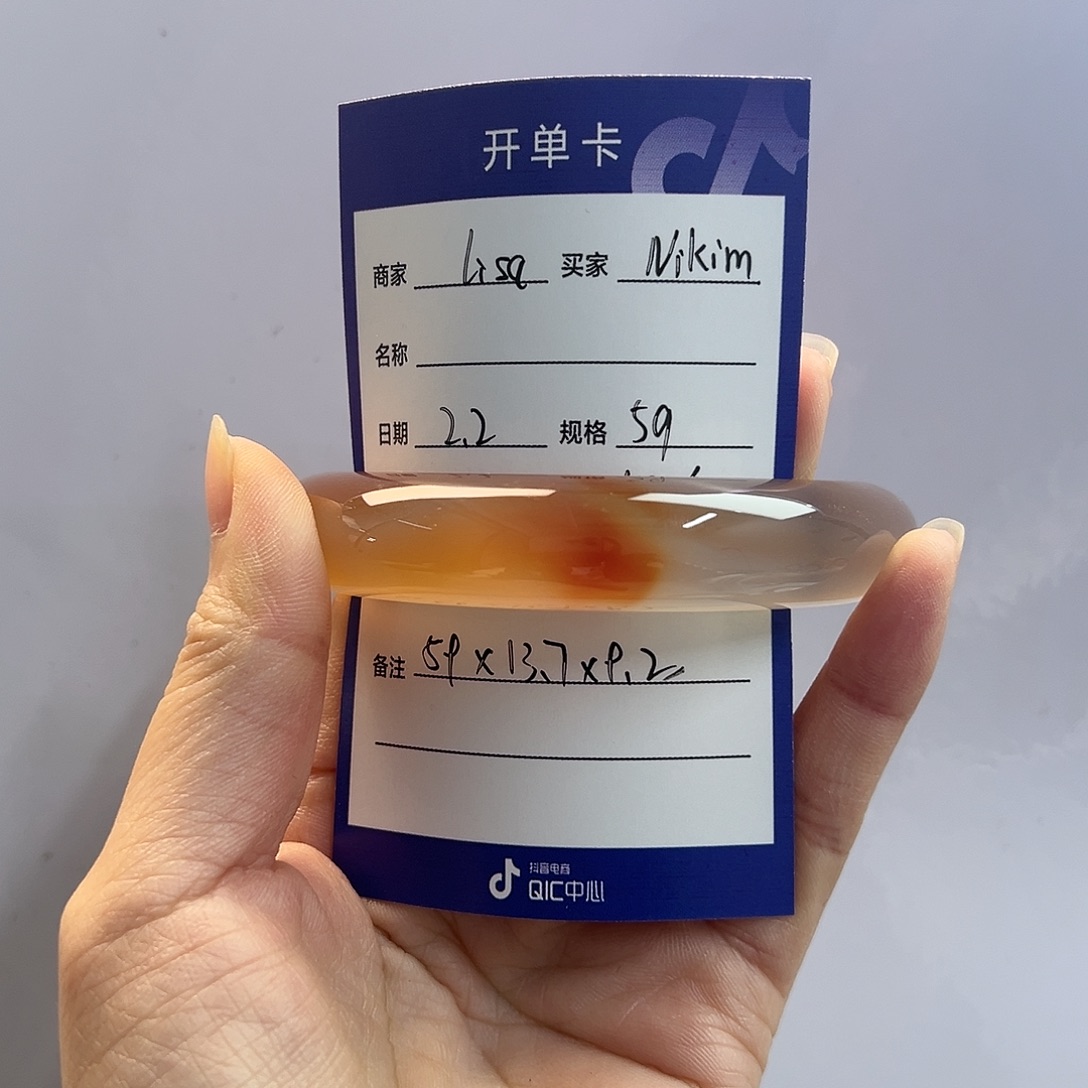 开单卡
商家 Lisa 买家 Nikim
名称
日期 2.2 规格 59
备注 59×13.7×9.2
抖音电商
QIC中心